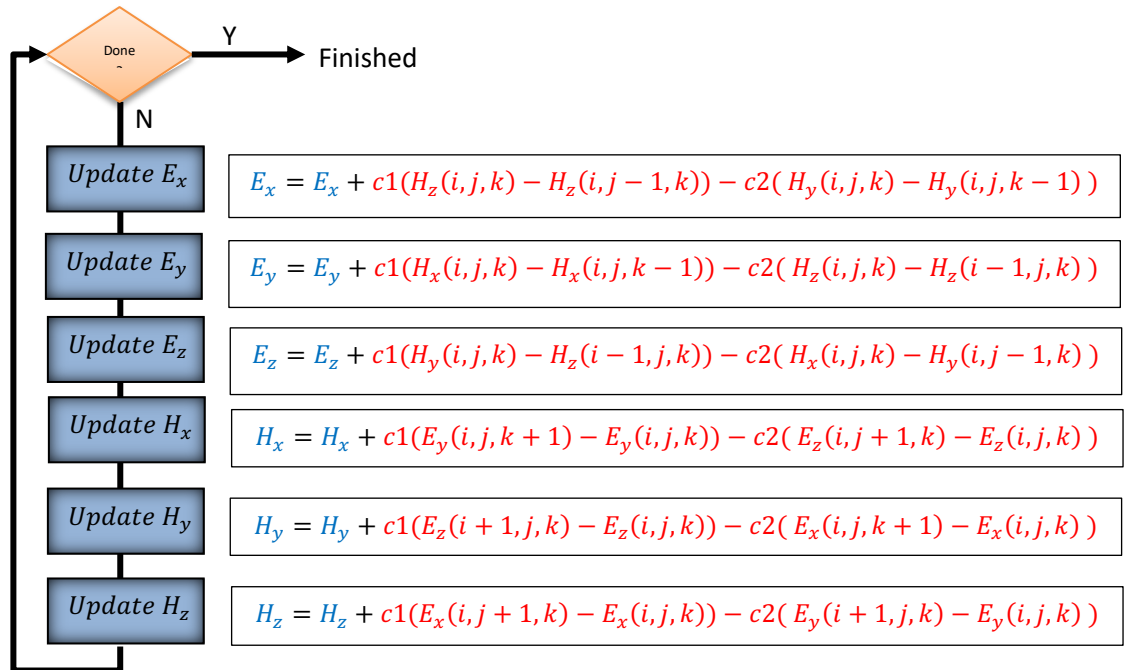 Done
?
Y
Finished
N
Update E_x
E_x = E_x + c1(H_z(i, j, k) − H_z(i, j − 1, k)) − c2( H_y(i, j, k) − H_y(i, j, k − 1) )
Update E_y
E_y = E_y + c1(H_x(i, j, k) − H_x(i, j, k − 1)) − c2( H_z(i, j, k) − H_z(i − 1, j, k) )
Update E_z
E_z = E_z + c1(H_y(i, j, k) − H_z(i − 1, j, k)) − c2( H_x(i, j, k) − H_y(i, j − 1, k) )
Update H_x
H_x = H_x + c1(E_y(i, j, k + 1) − E_y(i, j, k)) − c2( E_z(i, j + 1, k) − E_z(i, j, k) )
Update H_y
H_y = H_y + c1(E_z(i + 1, j, k) − E_z(i, j, k)) − c2( E_x(i, j, k + 1) − E_x(i, j, k) )
Update H_z
H_z = H_z + c1(E_x(i, j + 1, k) − E_x(i, j, k)) − c2( E_y(i + 1, j, k) − E_y(i, j, k) )